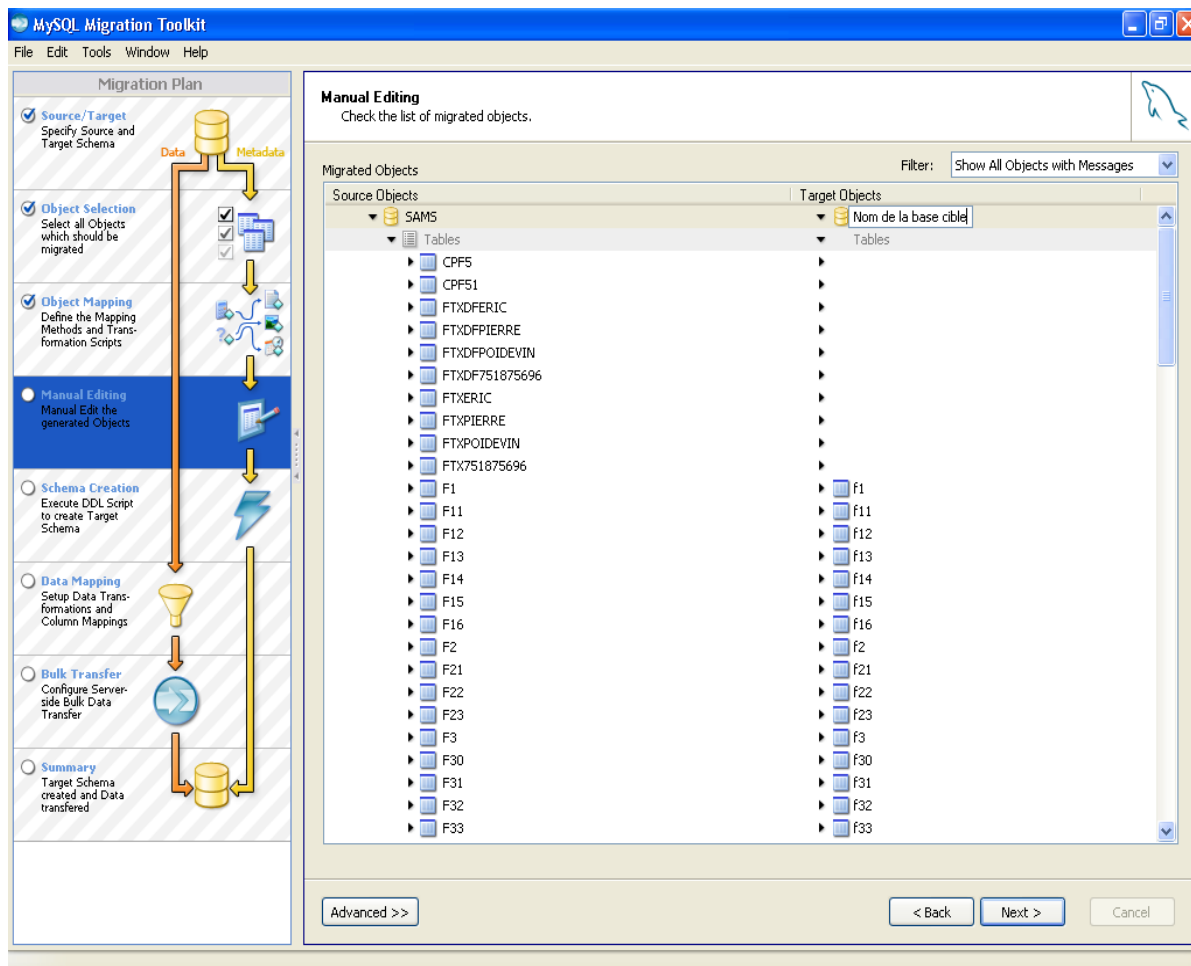 MySQL Migration Toolkit
File Edit Tools Window Help
Migration Plan
Source/Target
Specify Source and
Target Schema
Data
Metadata
Object Selection
Select all Objects
which should be
migrated
Object Mapping
Define the Mapping
Methods and Trans-
formation Scripts
Manual Editing
Manual Edit the
generated Objects
Schema Creation
Execute DDL Script
to create Target
Schema
Data Mapping
Setup Data Trans-
formations and
Column Mappings
Bulk Transfer
Configure Server-
side Bulk Data
Transfer
Summary
Target Schema
created and Data
transfered
Manual Editing
Check the list of migrated objects.
Migrated Objects
Filter: Show All Objects with Messages
Source Objects Target Objects
SAMS Nom de la base cible
Tables Tables
CPF5
CPF51
FTXDFERIC
FTXDFPIERRE
FTXDFPOIDEVIN
FTXDF751875696
FTXERIC
FTXPIERRE
FTXPOIDEVIN
FTX751875696
F1 f1
F11 f11
F12 f12
F13 f13
F14 f14
F15 f15
F16 f16
F2 f2
F21 f21
F22 f22
F23 f23
F3 f3
F30 f30
F31 f31
F32 f32
F33 f33
Advanced >> < Back Next > Cancel